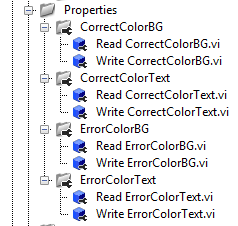 Properties
CorrectColorBG
Read CorrectColorBG.vi
Write CorrectColorBG.vi
CorrectColorText
Read CorrectColorText.vi
Write CorrectColorText.vi
ErrorColorBG
Read ErrorColorBG.vi
Write ErrorColorBG.vi
ErrorColorText
Read ErrorColorText.vi
Write ErrorColorText.vi